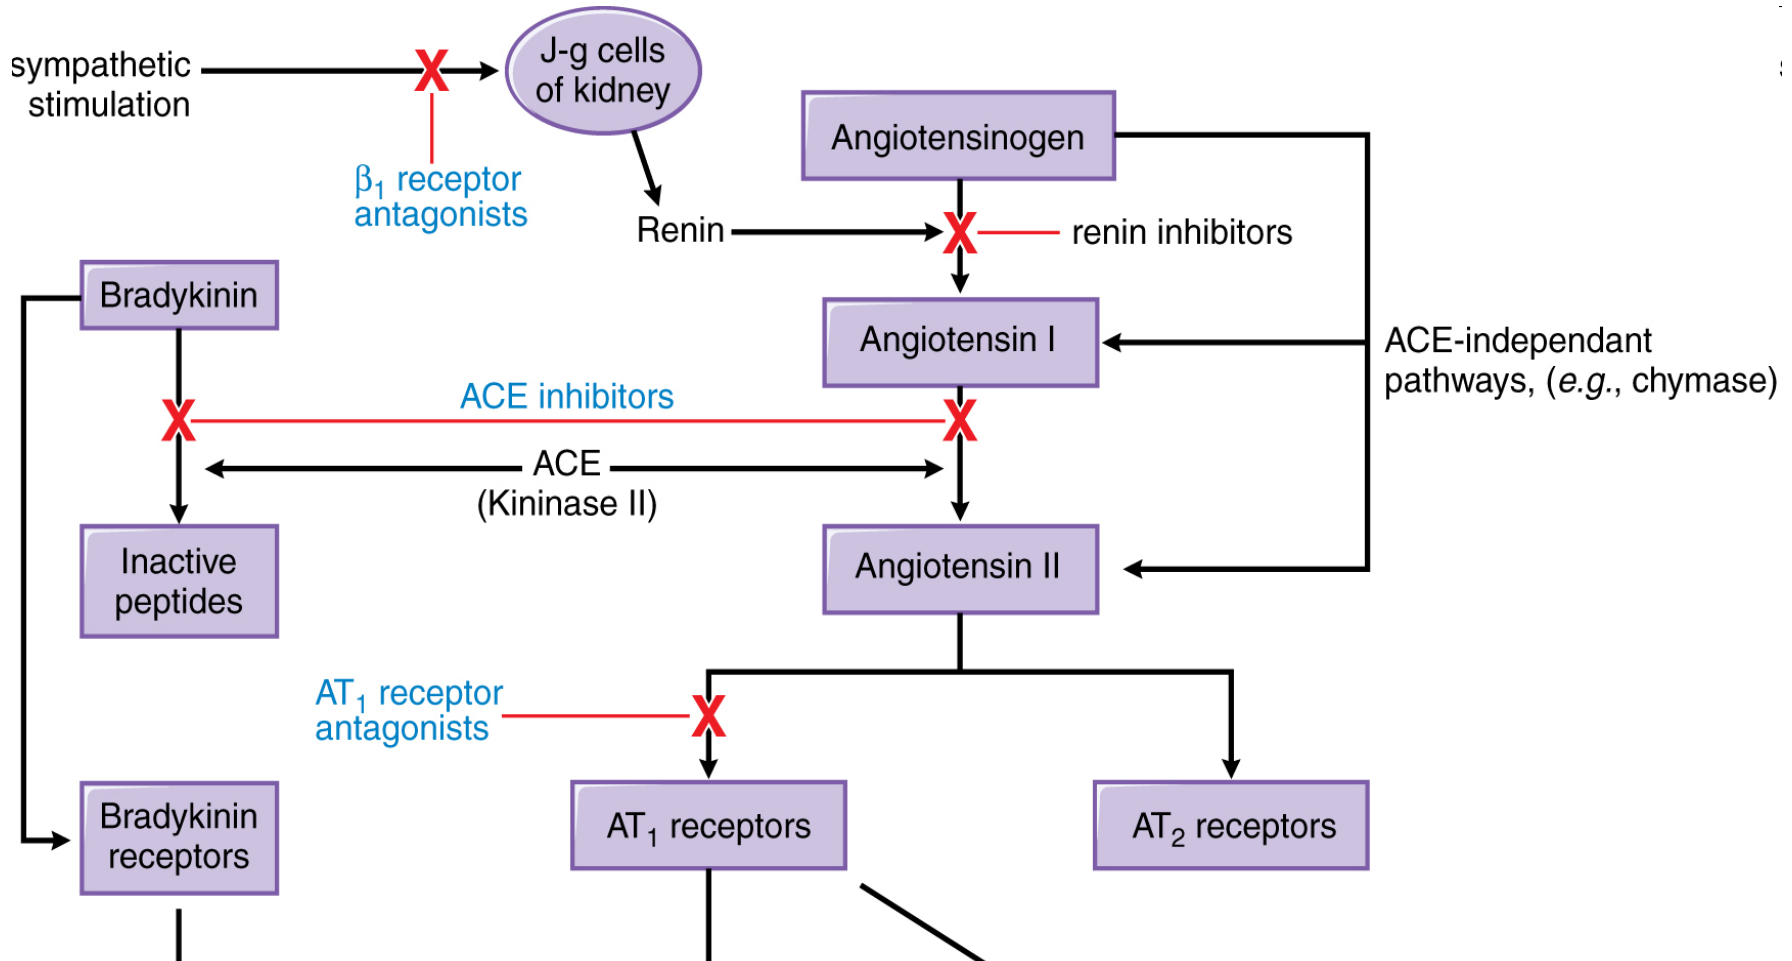 sympathetic
stimulation
J-g cells
of kidney
Angiotensinogen
β1 receptor
antagonists
Renin
renin inhibitors
Bradykinin
Angiotensin I
ACE-independant
pathways, (e.g., chymase)
ACE inhibitors
ACE
(Kininase II)
Inactive
peptides
Angiotensin II
AT1 receptor
antagonists
Bradykinin
receptors
AT1 receptors
AT2 receptors